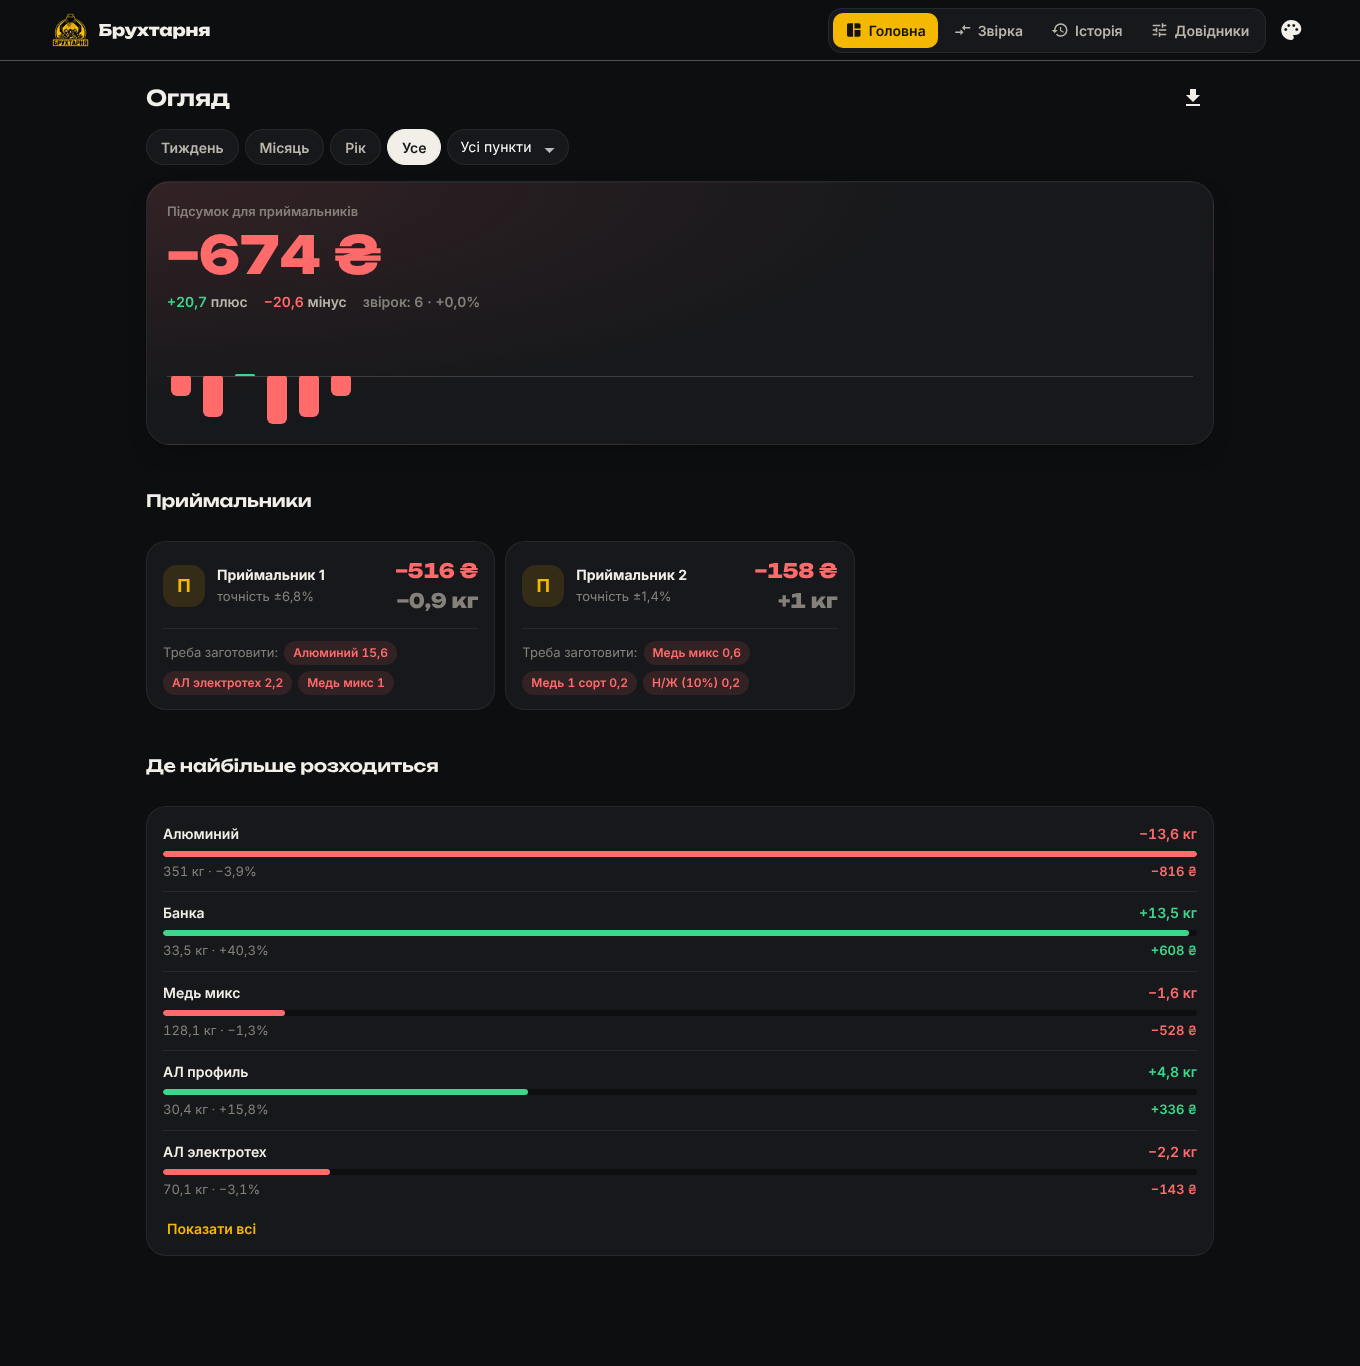 БРУХТАРНЯ
Брухтарня
Головна
Звірка
Історія
Довідники
Огляд
Тиждень
Місяць
Рік
Усе
Усі пункти
Підсумок для приймальників
−674 ₴
+20,7 плюс −20,6 мінус звірок: 6 · +0,0%
Приймальники
П
Приймальник 1
точність ±6,8%
−516 ₴
−0,9 кг
Треба заготовити: Алюминий 15,6
АЛ электротех 2,2 Медь микс 1
П
Приймальник 2
точність ±1,4%
−158 ₴
+1 кг
Треба заготовити: Медь микс 0,6
Медь 1 сорт 0,2 Н/Ж (10%) 0,2
Де найбільше розходиться
Алюминий −13,6 кг
351 кг · −3,9% −816 ₴
Банка +13,5 кг
33,5 кг · +40,3% +608 ₴
Медь микс −1,6 кг
128,1 кг · −1,3% −528 ₴
АЛ профиль +4,8 кг
30,4 кг · +15,8% +336 ₴
АЛ электротех −2,2 кг
70,1 кг · −3,1% −143 ₴
Показати всі